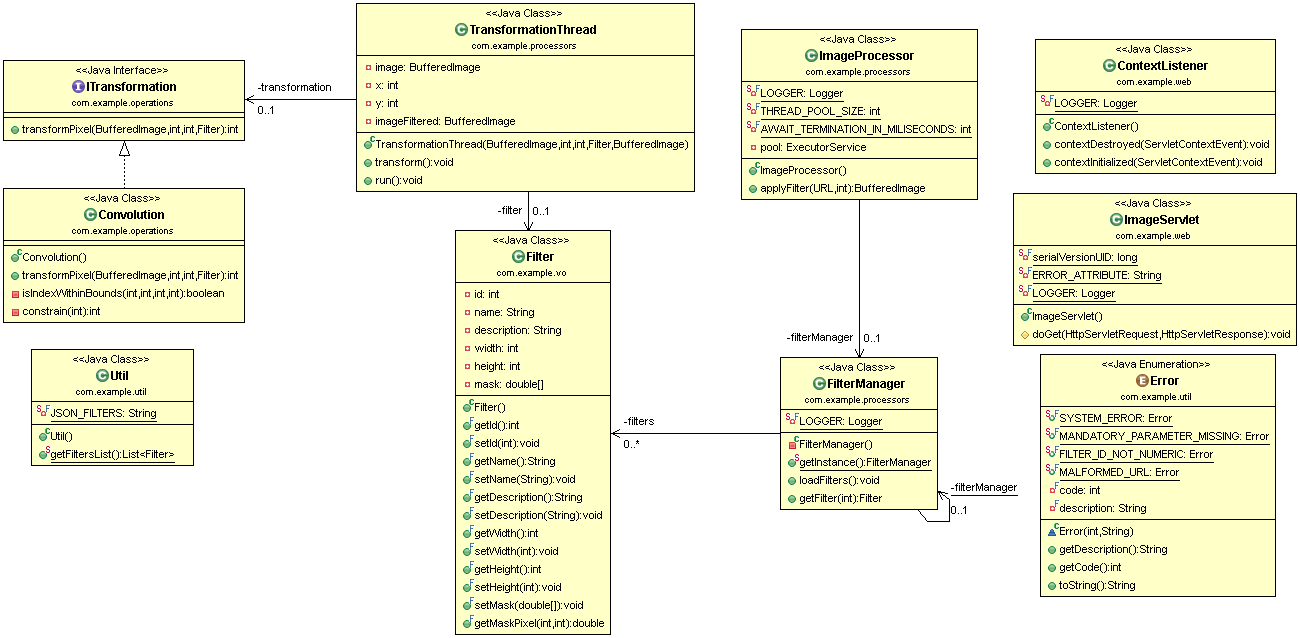 <<Java Class>>
TransformationThread
com.example.processors
image: BufferedImage
x: int
y: int
imageFiltered: BufferedImage
TransformationThread(BufferedImage,int,int,Filter,BufferedImage)
transform():void
run():void
-transformation
0..1
<<Java Interface>>
ITransformation
com.example.operations
transformPixel(BufferedImage,int,int,Filter):int
<<Java Class>>
Convolution
com.example.operations
Convolution()
transformPixel(BufferedImage,int,int,Filter):int
isIndexWithinBounds(int,int,int,int):boolean
constrain(int):int
<<Java Class>>
Util
com.example.util
JSON_FILTERS: String
Util()
getFiltersList():List<Filter>
-filter
0..1
<<Java Class>>
Filter
com.example.vo
id: int
name: String
description: String
width: int
height: int
mask: double[]
Filter()
getId():int
setId(int):void
getName():String
setName(String):void
getDescription():String
setDescription(String):void
getWidth():int
setWidth(int):void
getHeight():int
setHeight(int):void
setMask(double[]):void
getMaskPixel(int,int):double
<<Java Class>>
ImageProcessor
com.example.processors
LOGGER: Logger
THREAD_POOL_SIZE: int
AWAIT_TERMINATION_IN_MILISECONDS: int
pool: ExecutorService
ImageProcessor()
applyFilter(URL,int):BufferedImage
-filterManager
0..1
<<Java Class>>
FilterManager
com.example.processors
LOGGER: Logger
FilterManager()
getInstance():FilterManager
loadFilters():void
getFilter(int):Filter
-filters
0..*
-filterManager
0..1
<<Java Class>>
ContextListener
com.example.web
LOGGER: Logger
ContextListener()
contextDestroyed(ServletContextEvent):void
contextInitialized(ServletContextEvent):void
<<Java Class>>
ImageServlet
com.example.web
serialVersionUID: long
ERROR_ATTRIBUTE: String
LOGGER: Logger
ImageServlet()
doGet(HttpServletRequest,HttpServletResponse):void
<<Java Enumeration>>
Error
com.example.util
SYSTEM_ERROR: Error
MANDATORY_PARAMETER_MISSING: Error
FILTER_ID_NOT_NUMERIC: Error
MALFORMED_URL: Error
code: int
description: String
Error(int,String)
getDescription():String
getCode():int
toString():String